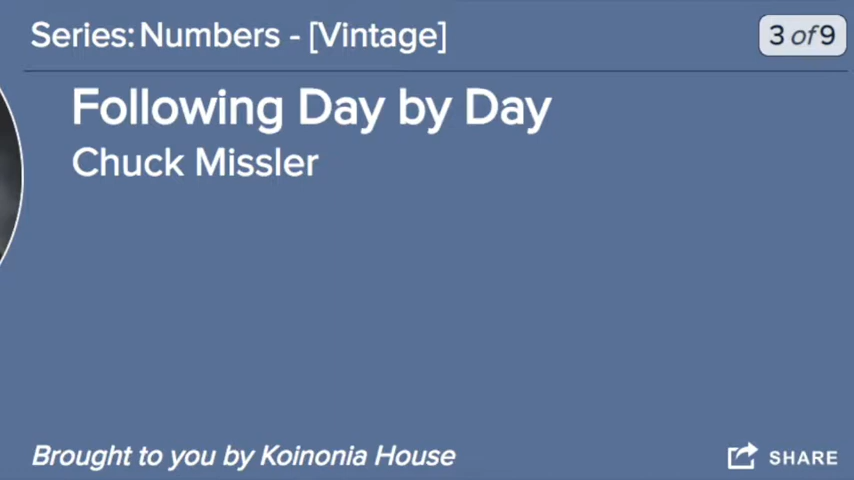 Series: Numbers - [Vintage]
3 of 9
Following Day by Day
Chuck Missler
Brought to you by Koinonia House
SHARE